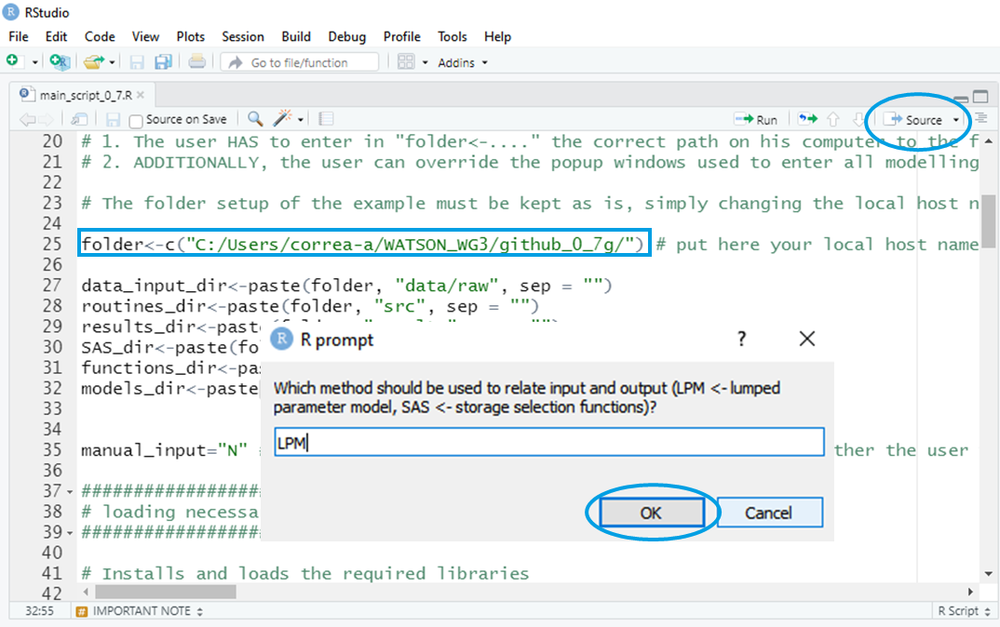 RStudio
File Edit Code View Plots Session Build Debug Profile Tools Help
Go to file/function Addins
main_script_0_7.R
Source on Save Run Source
20 # 1. The user HAS to enter in "folder<-...." the correct path on his computer to the f
21 # 2. ADDITIONALLY, the user can override the popup windows used to enter all modelling
22
23 # The folder setup of the example must be kept as is, simply changing the local host n
24
25 folder<-c("C:/Users/correa-a/WATSON_WG3/github_0_7g/") # put here your local host name
26
27 data_input_dir<-paste(folder, "data/raw", sep = "")
28 routines_dir<-paste(folder, "src", sep = "")
29 results_dir<-paste
30 SAS_dir<-paste(fo
31 functions_dir<-pa
32 models_dir<-paste
33
34
35 manual_input="N" ther the user
36
37 #################
38 # loading necessa
39 #################
40
41 # Installs and loads the required libraries
42
R prompt
Which method should be used to relate input and output (LPM <- lumped
parameter model, SAS <- storage selection functions)?
LPM
OK Cancel
32:55 # IMPORTANT NOTE R Script